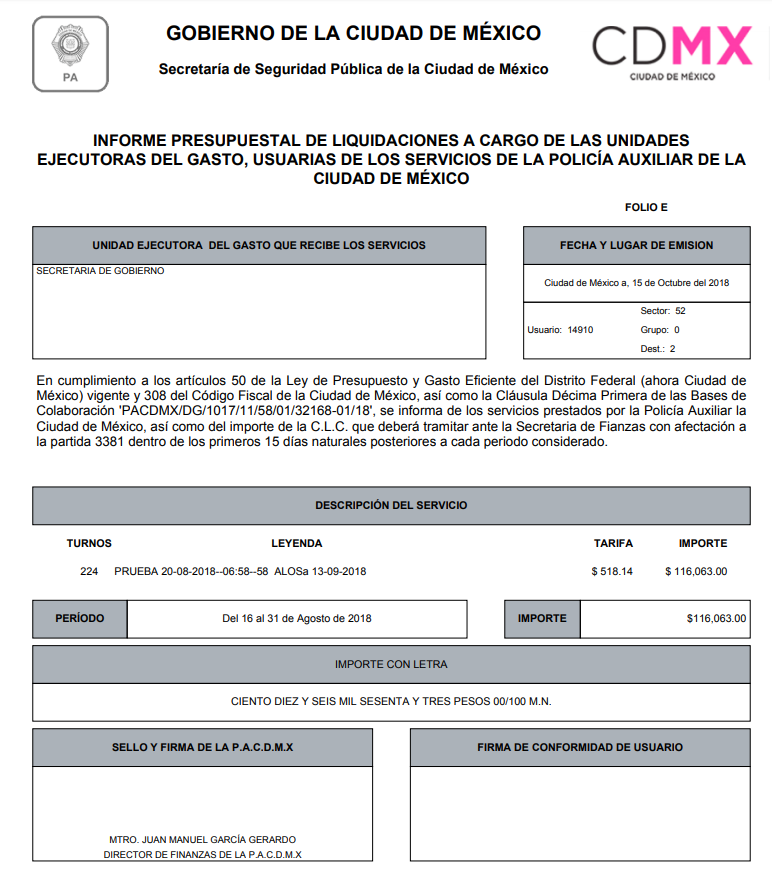 GOBIERNO DE LA CIUDAD DE MÉXICO
Secretaría de Seguridad Pública de la Ciudad de México
PA
CDMX
CIUDAD DE MÉXICO
INFORME PRESUPUESTAL DE LIQUIDACIONES A CARGO DE LAS UNIDADES
EJECUTORAS DEL GASTO, USUARIAS DE LOS SERVICIOS DE LA POLICÍA AUXILIAR DE LA
CIUDAD DE MÉXICO
FOLIO E
UNIDAD EJECUTORA DEL GASTO QUE RECIBE LOS SERVICIOS
SECRETARIA DE GOBIERNO
FECHA Y LUGAR DE EMISION
Ciudad de México a, 15 de Octubre del 2018
Sector: 52
Usuario: 14910 Grupo: 0
Dest.: 2
En cumplimiento a los artículos 50 de la Ley de Presupuesto y Gasto Eficiente del Distrito Federal (ahora Ciudad de
México) vigente y 308 del Código Fiscal de la Ciudad de México, así como la Cláusula Décima Primera de las Bases de
Colaboración 'PACDMX/DG/1017/11/58/01/32168-01/18', se informa de los servicios prestados por la Policía Auxiliar la
Ciudad de México, así como del importe de la C.L.C. que deberá tramitar ante la Secretaria de Fianzas con afectación a
la partida 3381 dentro de los primeros 15 días naturales posteriores a cada periodo considerado.
DESCRIPCIÓN DEL SERVICIO
TURNOS LEYENDA TARIFA IMPORTE
224 PRUEBA 20-08-2018--06:58--58 ALOSa 13-09-2018 $ 518.14 $ 116,063.00
PERÍODO Del 16 al 31 de Agosto de 2018 IMPORTE $116,063.00
IMPORTE CON LETRA
CIENTO DIEZ Y SEIS MIL SESENTA Y TRES PESOS 00/100 M.N.
SELLO Y FIRMA DE LA P.A.C.D.M.X
MTRO. JUAN MANUEL GARCÍA GERARDO
DIRECTOR DE FINANZAS DE LA P.A.C.D.M.X
FIRMA DE CONFORMIDAD DE USUARIO